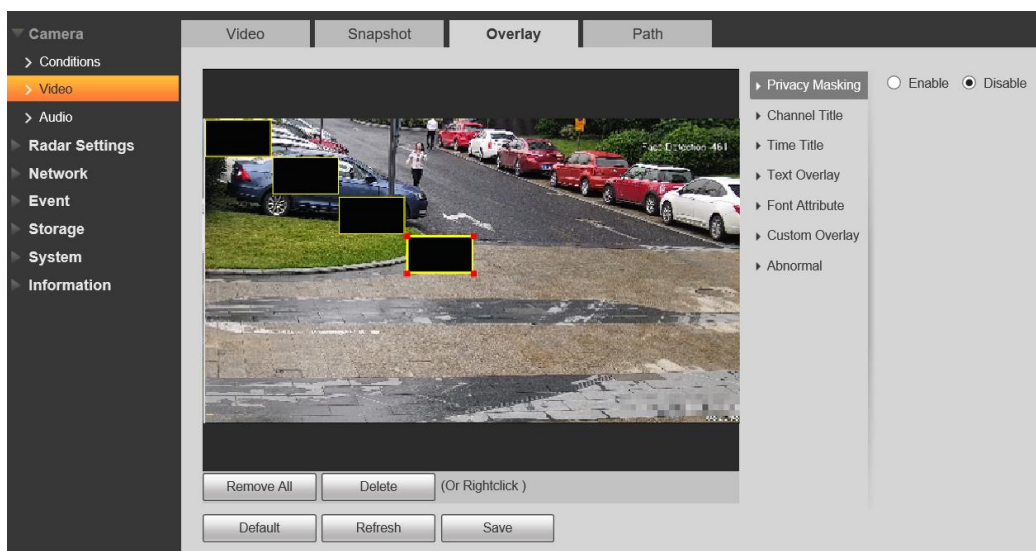 Camera
Conditions
Video
Audio
Radar Settings
Network
Event
Storage
System
Information
Video Snapshot Overlay Path
Privacy Masking
Channel Title
Time Title
Text Overlay
Font Attribute
Custom Overlay
Abnormal
Enable Disable
Remove All Delete (Or Rightclick )
Default Refresh Save